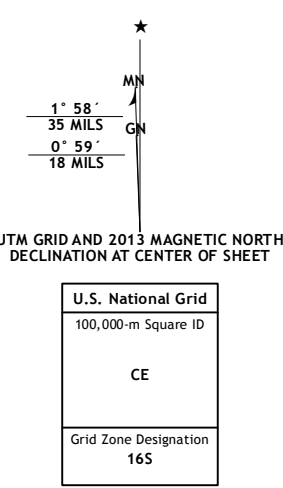 ★
MN
1° 58´
35 MILS
GN
0° 59´
18 MILS
UTM GRID AND 2013 MAGNETIC NORTH
DECLINATION AT CENTER OF SHEET
U.S. National Grid
100,000-m Square ID
CE
Grid Zone Designation
16S